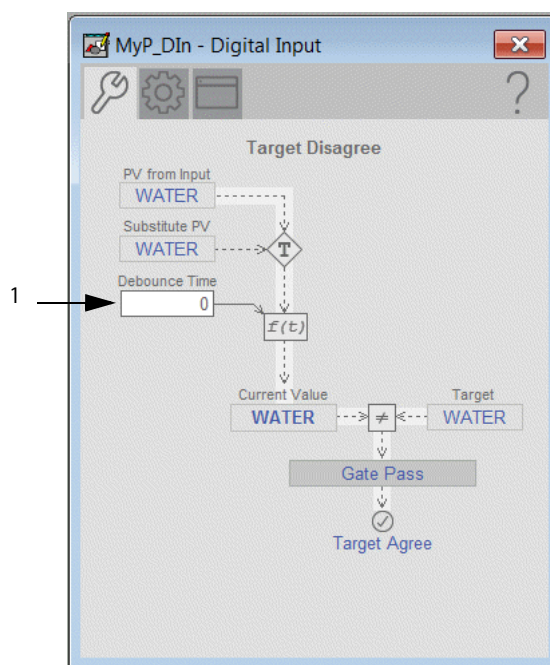 MyP_DIn - Digital Input
?
Target Disagree
PV from Input
WATER
Substitute PV
WATER
T
Debounce Time
1
0
f(t)
Current Value
Target
WATER
≠
WATER
Gate Pass
Target Agree